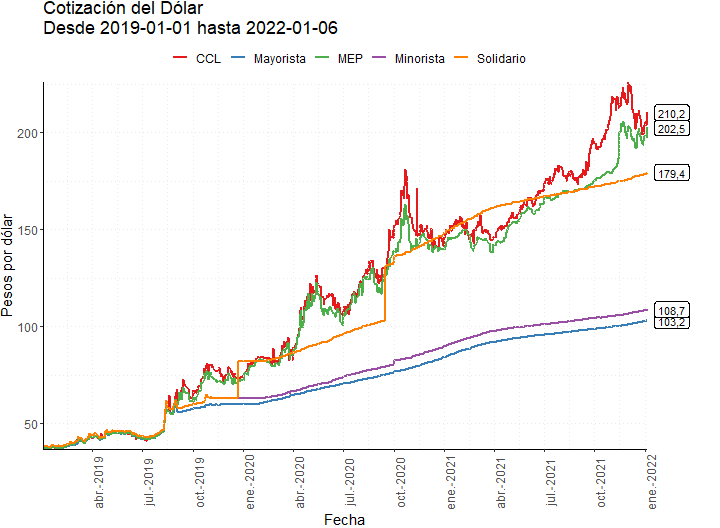 Cotización del Dólar
Desde 2019-01-01 hasta 2022-01-06
CCL Mayorista MEP Minorista Solidario
Pesos por dólar
200
150
100
50
210,2
202,5
179,4
108,7
103,2
abr.-2019
jul.-2019
oct.-2019
ene.-2020
abr.-2020
jul.-2020
oct.-2020
ene.-2021
abr.-2021
jul.-2021
oct.-2021
ene.-2022
Fecha